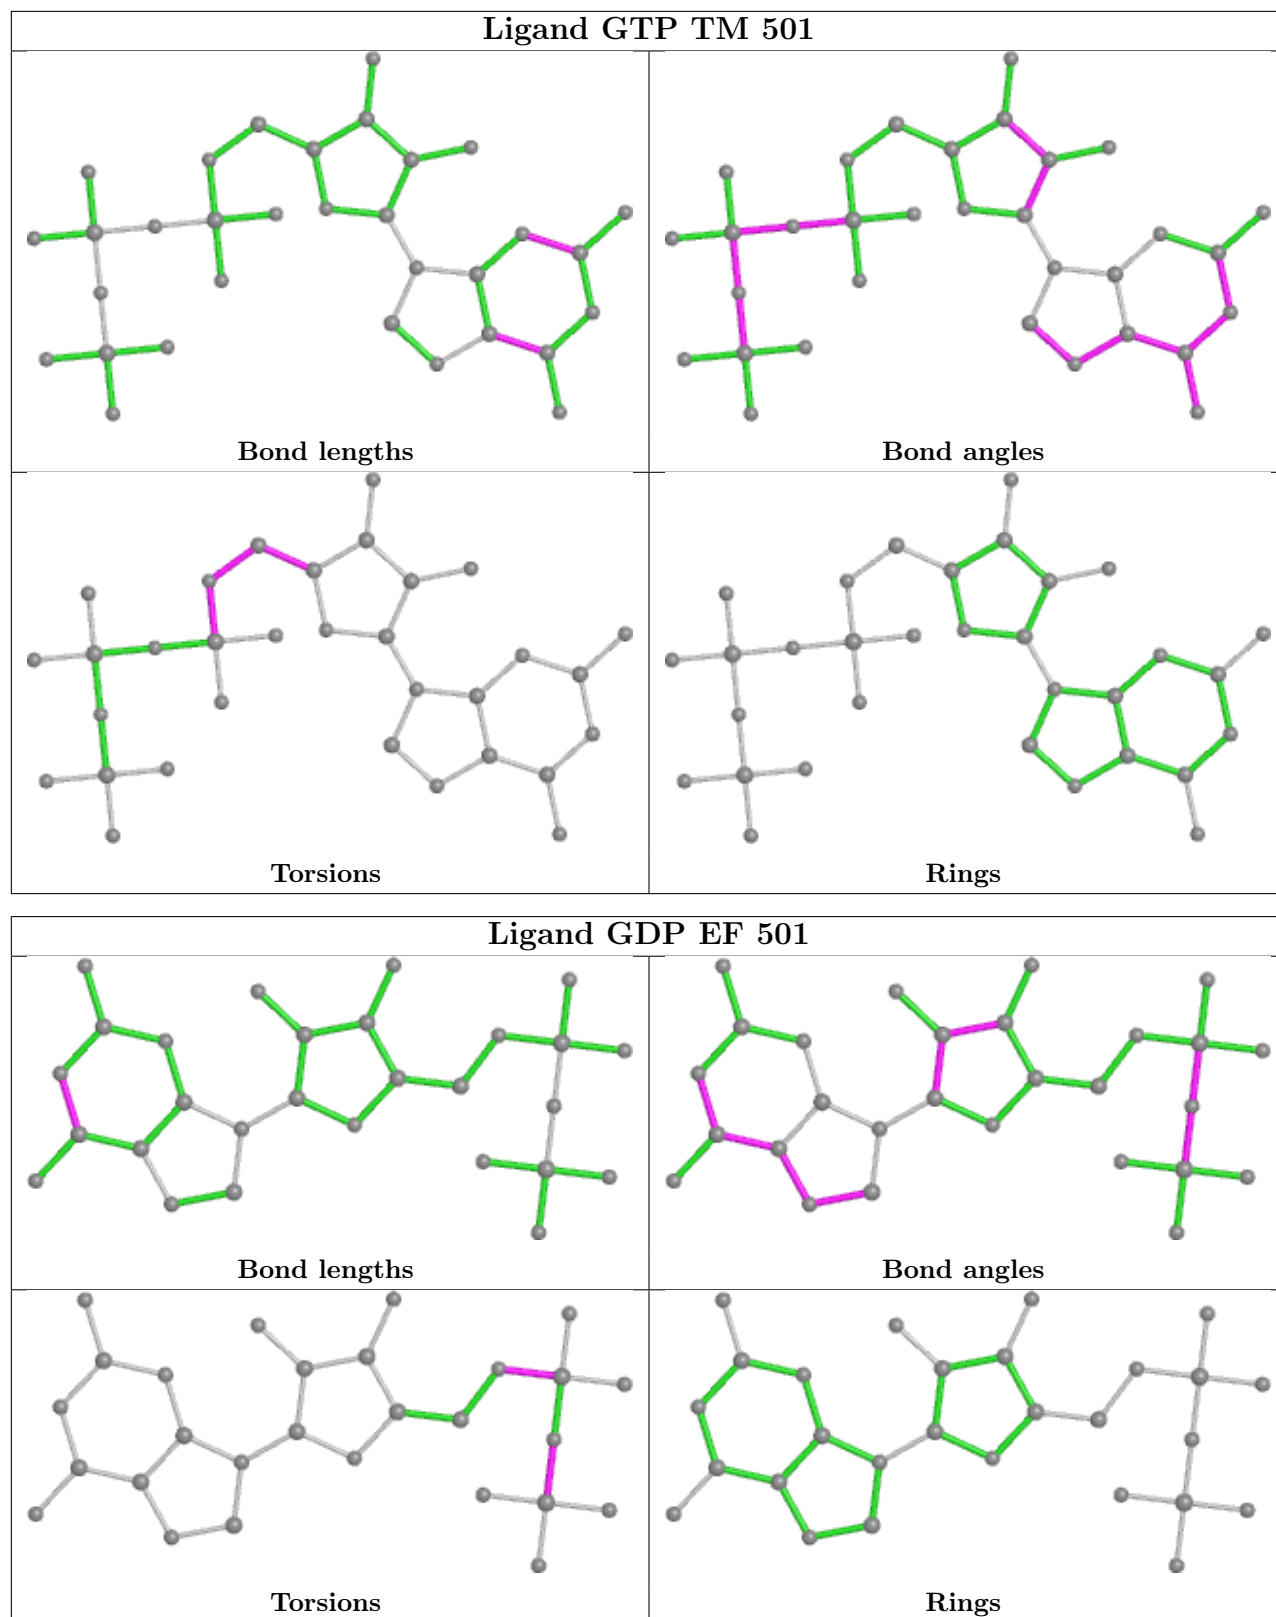 Ligand GTP TM 501
Bond lengths
Bond angles
Torsions
Rings
Ligand GDP EF 501
Bond lengths
Bond angles
Torsions
Rings